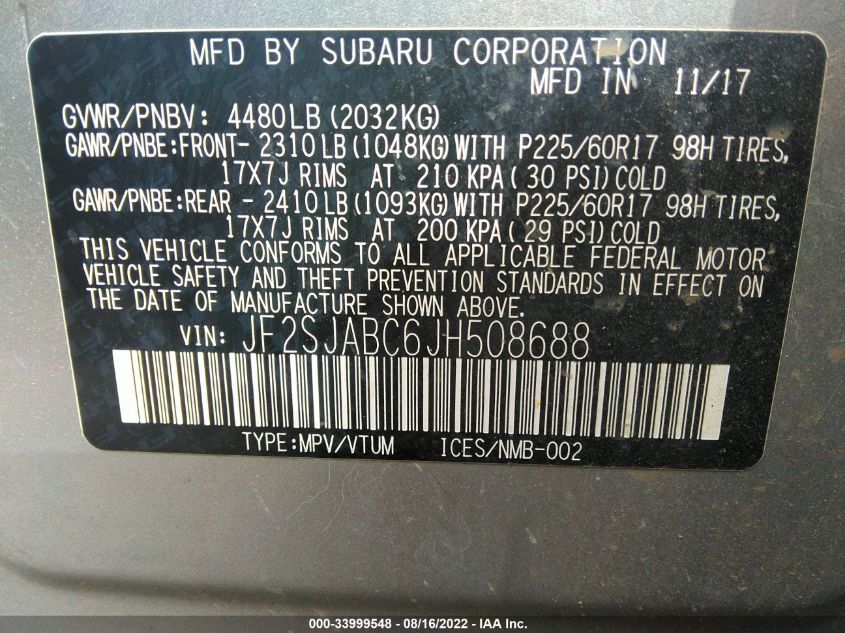 MFD BY SUBARU CORPORATION
MFD IN 11/17
GVWR/PNBV: 4480LB (2032KG)
GAWR/PNBE:FRONT- 2310LB(1048KG)WITH P225/60R17 98H TIRES,
17X7J RIMS AT 210 KPA( 30 PSI)COLD
GAWR/PNBE:REAR - 2410LB(1093KG)WITH P225/60R17 98H TIRES,
17X7J RIMS AT 200 KPA( 29 PSI)COLD
THIS VEHICLE CONFORMS TO ALL APPLICABLE FEDERAL MOTOR
VEHICLE SAFETY AND THEFT PREVENTION STANDARDS IN EFFECT ON
THE DATE OF MANUFACTURE SHOWN ABOVE.
VIN: JF2SJABC6JH508688
TYPE:MPV/VTUM ICES/NMB-002
000-33999548 - 08/16/2022 - IAA Inc.